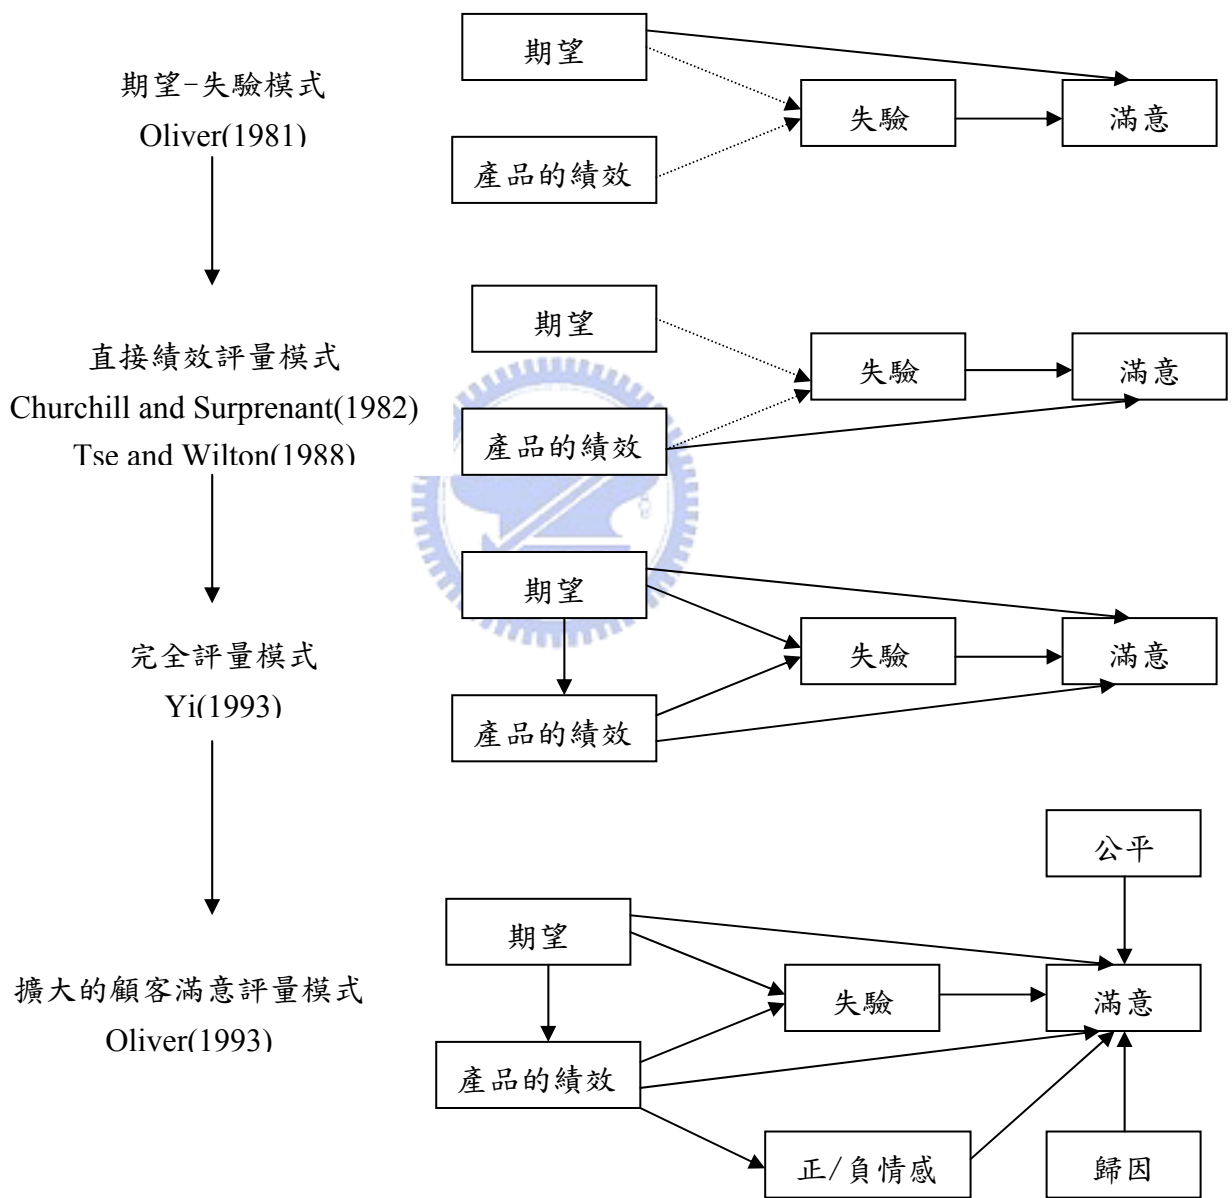 期望-失驗模式
Oliver(1981)
期望
產品的績效
失驗
滿意
直接績效評量模式
Churchill and Surprenant(1982)
Tse and Wilton(1988)
期望
產品的績效
失驗
滿意
完全評量模式
Yi(1993)
期望
產品的績效
失驗
滿意
擴大的顧客滿意評量模式
Oliver(1993)
公平
期望
失驗
滿意
產品的績效
正/負情感
歸因